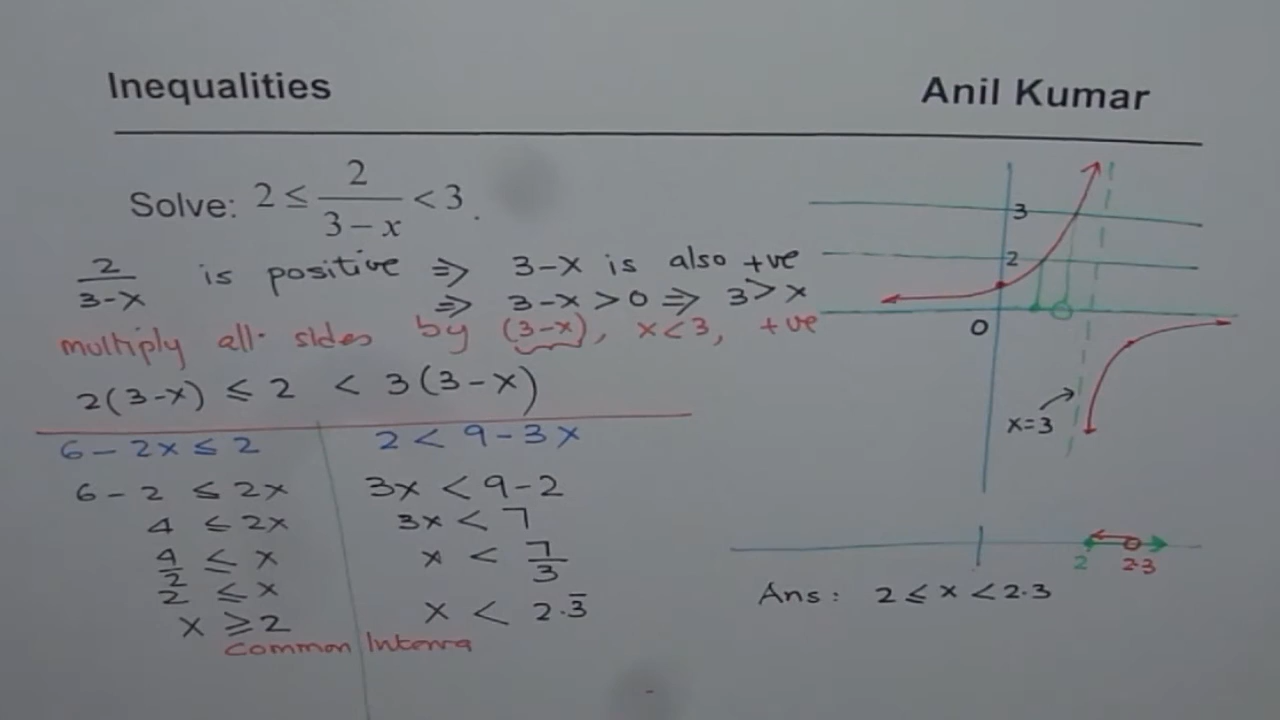 Inequalities Anil Kumar
Solve: 2 ≤ 2/(3 − x) < 3 .
2/(3-x) is positive ⇒ 3-x is also +ve
⇒ 3-x > 0 ⇒ 3 > x
multiply all sides by (3-x), x < 3, +ve
2(3-x) ≤ 2 < 3(3-x)
6 - 2x ≤ 2
6 - 2 ≤ 2x
4 ≤ 2x
4/2 ≤ x
2 ≤ x
x ≥ 2
2 < 9 - 3x
3x < 9 - 2
3x < 7
x < 7/3
x < 2.3̄
Common Interva
3
2
0
x=3
2 2.3
Ans: 2 ≤ x < 2.3